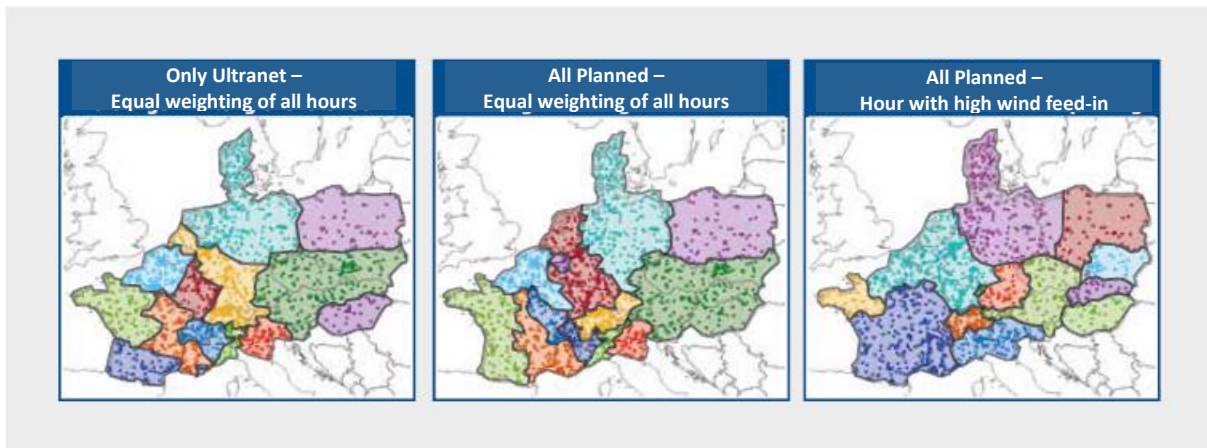 Only Ultranet –
Equal weighting of all hours
All Planned –
Equal weighting of all hours
All Planned –
Hour with high wind feed-in